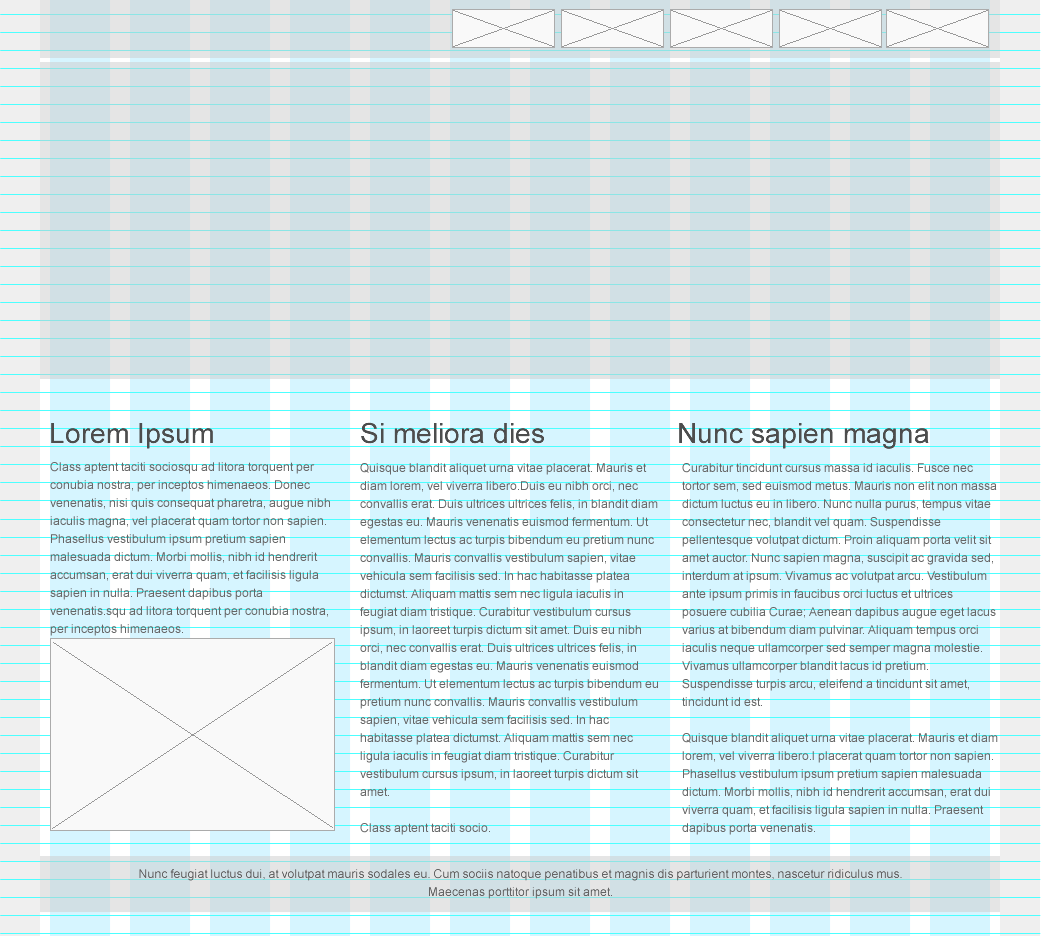 Lorem Ipsum
Class aptent taciti sociosqu ad litora torquent per
conubia nostra, per inceptos himenaeos. Donec
venenatis, nisi quis consequat pharetra, augue nibh
iaculis magna, vel placerat quam tortor non sapien.
Phasellus vestibulum ipsum pretium sapien
malesuada dictum. Morbi mollis, nibh id hendrerit
accumsan, erat dui viverra quam, et facilisis ligula
sapien in nulla. Praesent dapibus porta
venenatis.squ ad litora torquent per conubia nostra,
per inceptos himenaeos.
Si meliora dies
Quisque blandit aliquet urna vitae placerat. Mauris et
diam lorem, vel viverra libero.Duis eu nibh orci, nec
convallis erat. Duis ultrices ultrices felis, in blandit diam
egestas eu. Mauris venenatis euismod fermentum. Ut
elementum lectus ac turpis bibendum eu pretium nunc
convallis. Mauris convallis vestibulum sapien, vitae
vehicula sem facilisis sed. In hac habitasse platea
dictumst. Aliquam mattis sem nec ligula iaculis in
feugiat diam tristique. Curabitur vestibulum cursus
ipsum, in laoreet turpis dictum sit amet. Duis eu nibh
orci, nec convallis erat. Duis ultrices ultrices felis, in
blandit diam egestas eu. Mauris venenatis euismod
fermentum. Ut elementum lectus ac turpis bibendum eu
pretium nunc convallis. Mauris convallis vestibulum
sapien, vitae vehicula sem facilisis sed. In hac
habitasse platea dictumst. Aliquam mattis sem nec
ligula iaculis in feugiat diam tristique. Curabitur
vestibulum cursus ipsum, in laoreet turpis dictum sit
amet.
Class aptent taciti socio.
Nunc sapien magna
Curabitur tincidunt cursus massa id iaculis. Fusce nec
tortor sem, sed euismod metus. Mauris non elit non massa
dictum luctus eu in libero. Nunc nulla purus, tempus vitae
consectetur nec, blandit vel quam. Suspendisse
pellentesque volutpat dictum. Proin aliquam porta velit sit
amet auctor. Nunc sapien magna, suscipit ac gravida sed,
interdum at ipsum. Vivamus ac volutpat arcu. Vestibulum
ante ipsum primis in faucibus orci luctus et ultrices
posuere cubilia Curae; Aenean dapibus augue eget lacus
varius at bibendum diam pulvinar. Aliquam tempus orci
iaculis neque ullamcorper sed semper magna molestie.
Vivamus ullamcorper blandit lacus id pretium.
Suspendisse turpis arcu, eleifend a tincidunt sit amet,
tincidunt id est.
Quisque blandit aliquet urna vitae placerat. Mauris et diam
lorem, vel viverra libero.l placerat quam tortor non sapien.
Phasellus vestibulum ipsum pretium sapien malesuada
dictum. Morbi mollis, nibh id hendrerit accumsan, erat dui
viverra quam, et facilisis ligula sapien in nulla. Praesent
dapibus porta venenatis.
Nunc feugiat luctus dui, at volutpat mauris sodales eu. Cum sociis natoque penatibus et magnis dis parturient montes, nascetur ridiculus mus.
Maecenas porttitor ipsum sit amet.